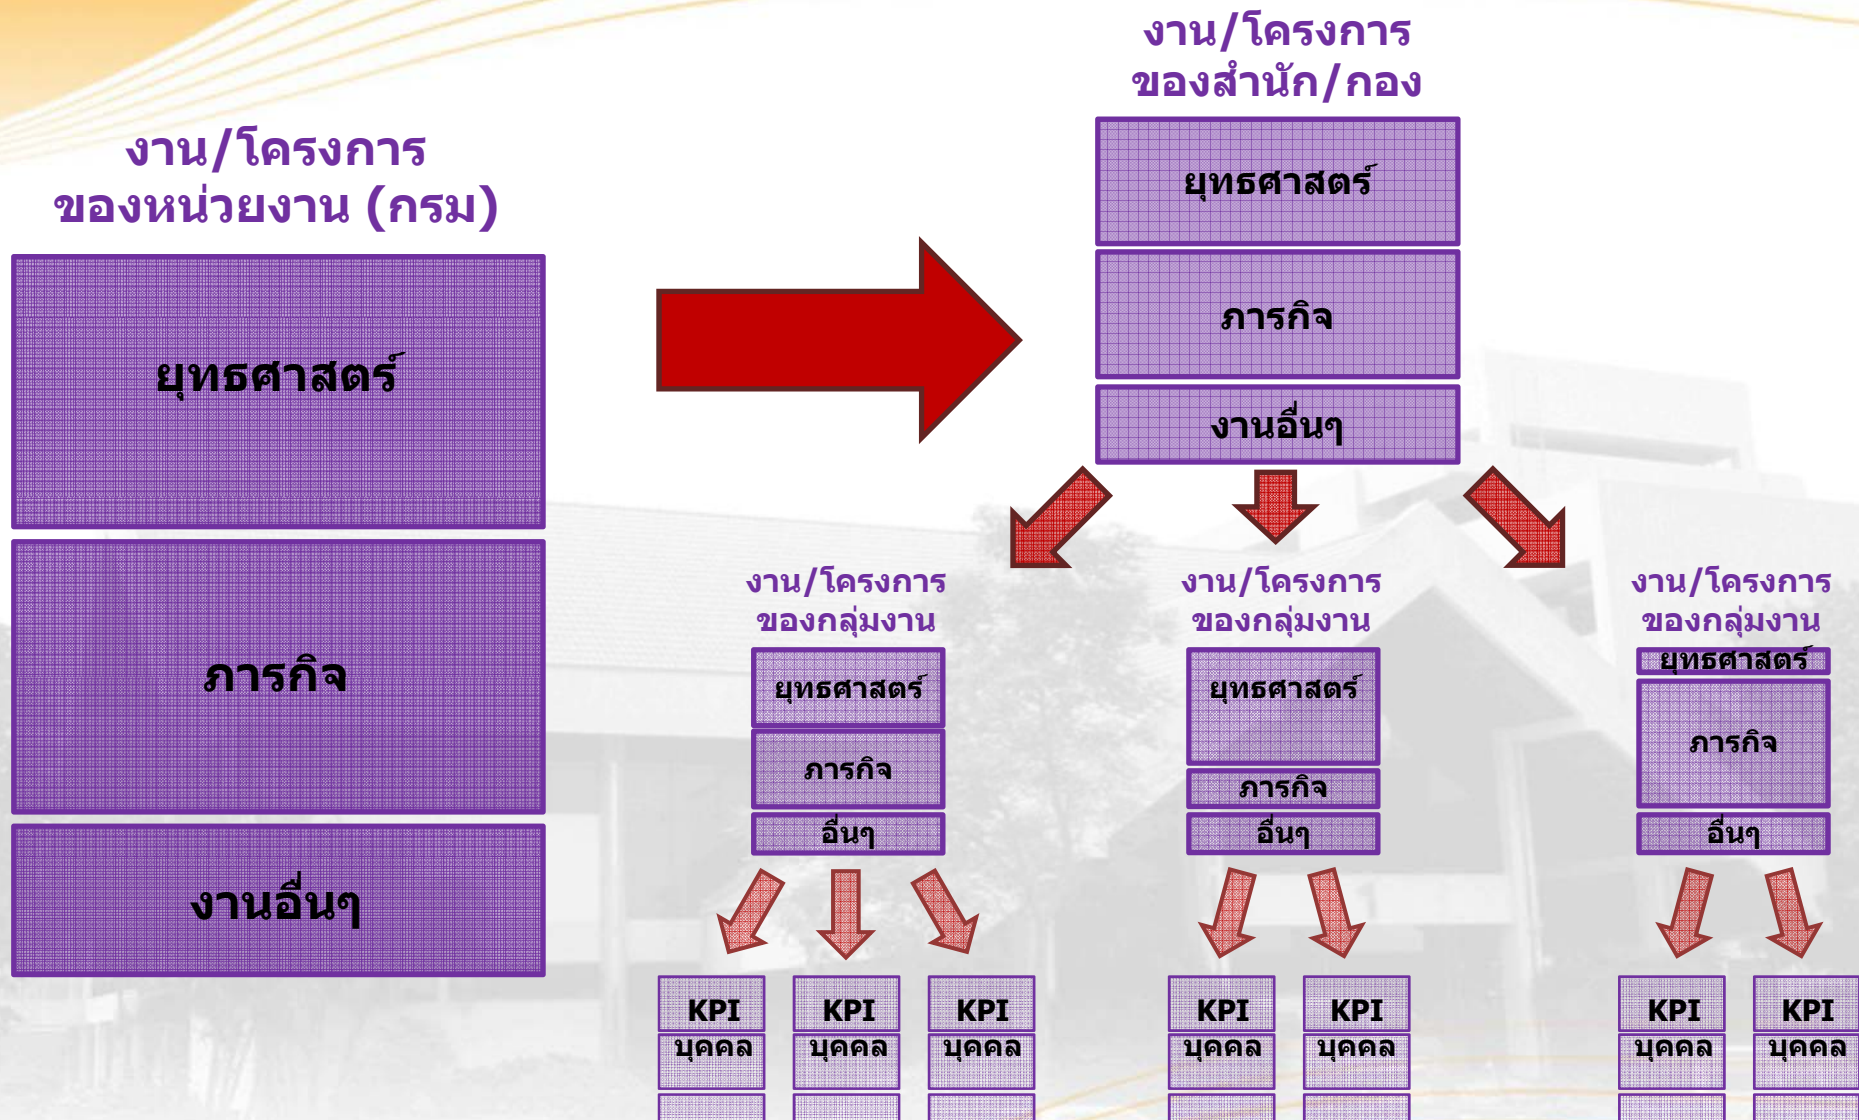 งาน/โครงการ
ของหน่วยงาน (กรม)
ยุทธศาสตร์
ภารกิจ
งานอื่นๆ
งาน/โครงการ
ของสำนัก/กอง
ยุทธศาสตร์
ภารกิจ
งานอื่นๆ
งาน/โครงการ
ของกลุ่มงาน
ยุทธศาสตร์
ภารกิจ
อื่นๆ
งาน/โครงการ
ของกลุ่มงาน
ยุทธศาสตร์
ภารกิจ
อื่นๆ
งาน/โครงการ
ของกลุ่มงาน
ยุทธศาสตร์
ภารกิจ
อื่นๆ
KPI
บุคคล
KPI
บุคคล
KPI
บุคคล
KPI
บุคคล
KPI
บุคคล
KPI
บุคคล
KPI
บุคคล